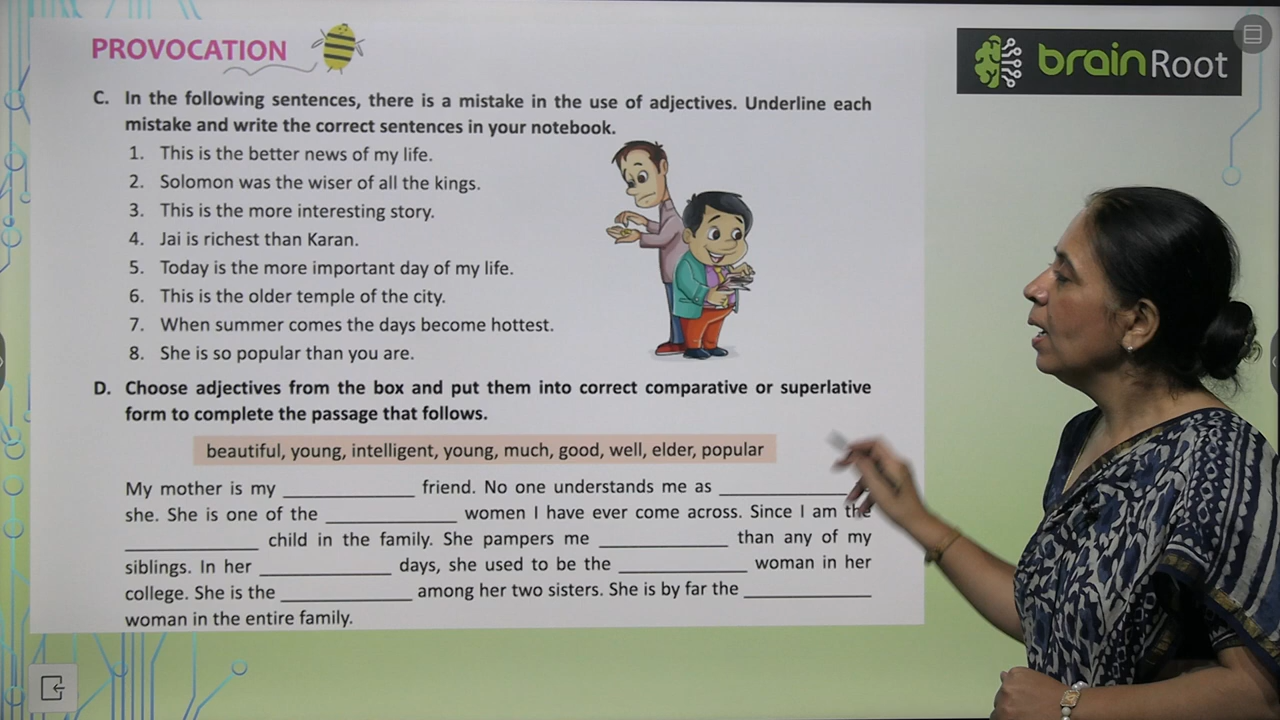 PROVOCATION
brainRoot
C. In the following sentences, there is a mistake in the use of adjectives. Underline each
mistake and write the correct sentences in your notebook.
1. This is the better news of my life.
2. Solomon was the wiser of all the kings.
3. This is the more interesting story.
4. Jai is richest than Karan.
5. Today is the more important day of my life.
6. This is the older temple of the city.
7. When summer comes the days become hottest.
8. She is so popular than you are.
D. Choose adjectives from the box and put them into correct comparative or superlative
form to complete the passage that follows.
beautiful, young, intelligent, young, much, good, well, elder, popular
My mother is my ____________ friend. No one understands me as ____________
she. She is one of the ____________ women I have ever come across. Since I am the
____________ child in the family. She pampers me ____________ than any of my
siblings. In her ____________ days, she used to be the ____________ woman in her
college. She is the ____________ among her two sisters. She is by far the ____________
woman in the entire family.